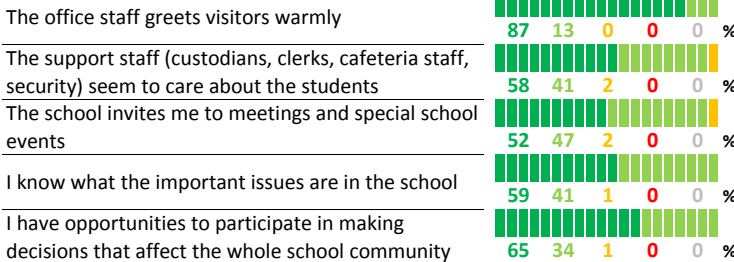 The office staff greets visitors warmly
87 13 0 0 0 %
The support staff (custodians, clerks, cafeteria staff,
security) seem to care about the students
58 41 2 0 0 %
The school invites me to meetings and special school
events
52 47 2 0 0 %
I know what the important issues are in the school
59 41 1 0 0 %
I have opportunities to participate in making
decisions that affect the whole school community
65 34 1 0 0 %